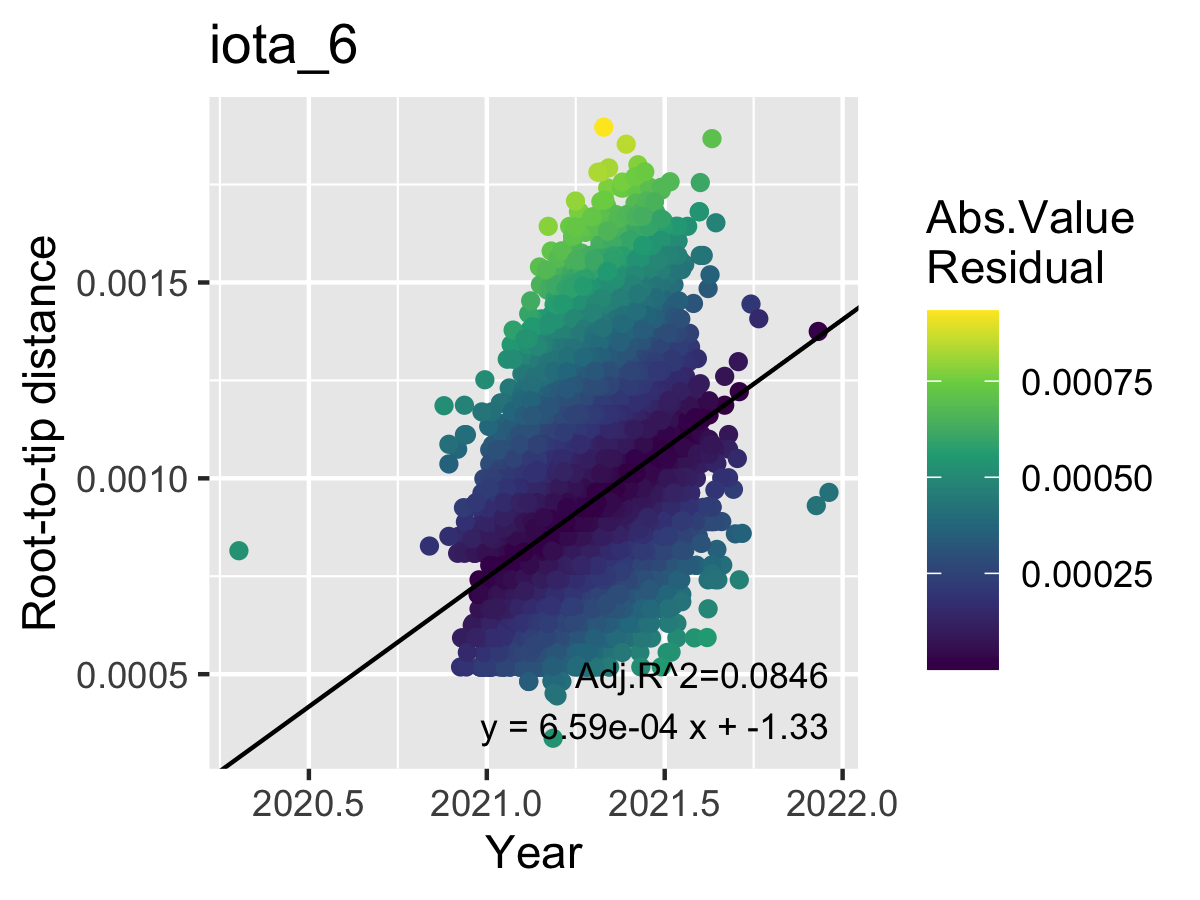 iota_6
Root-to-tip distance
0.0015
0.0010
0.0005
Adj.R^2=0.0846
y = 6.59e-04 x + -1.33
2020.5 2021.0 2021.5 2022.0
Year
Abs.Value
Residual
0.00075
0.00050
0.00025